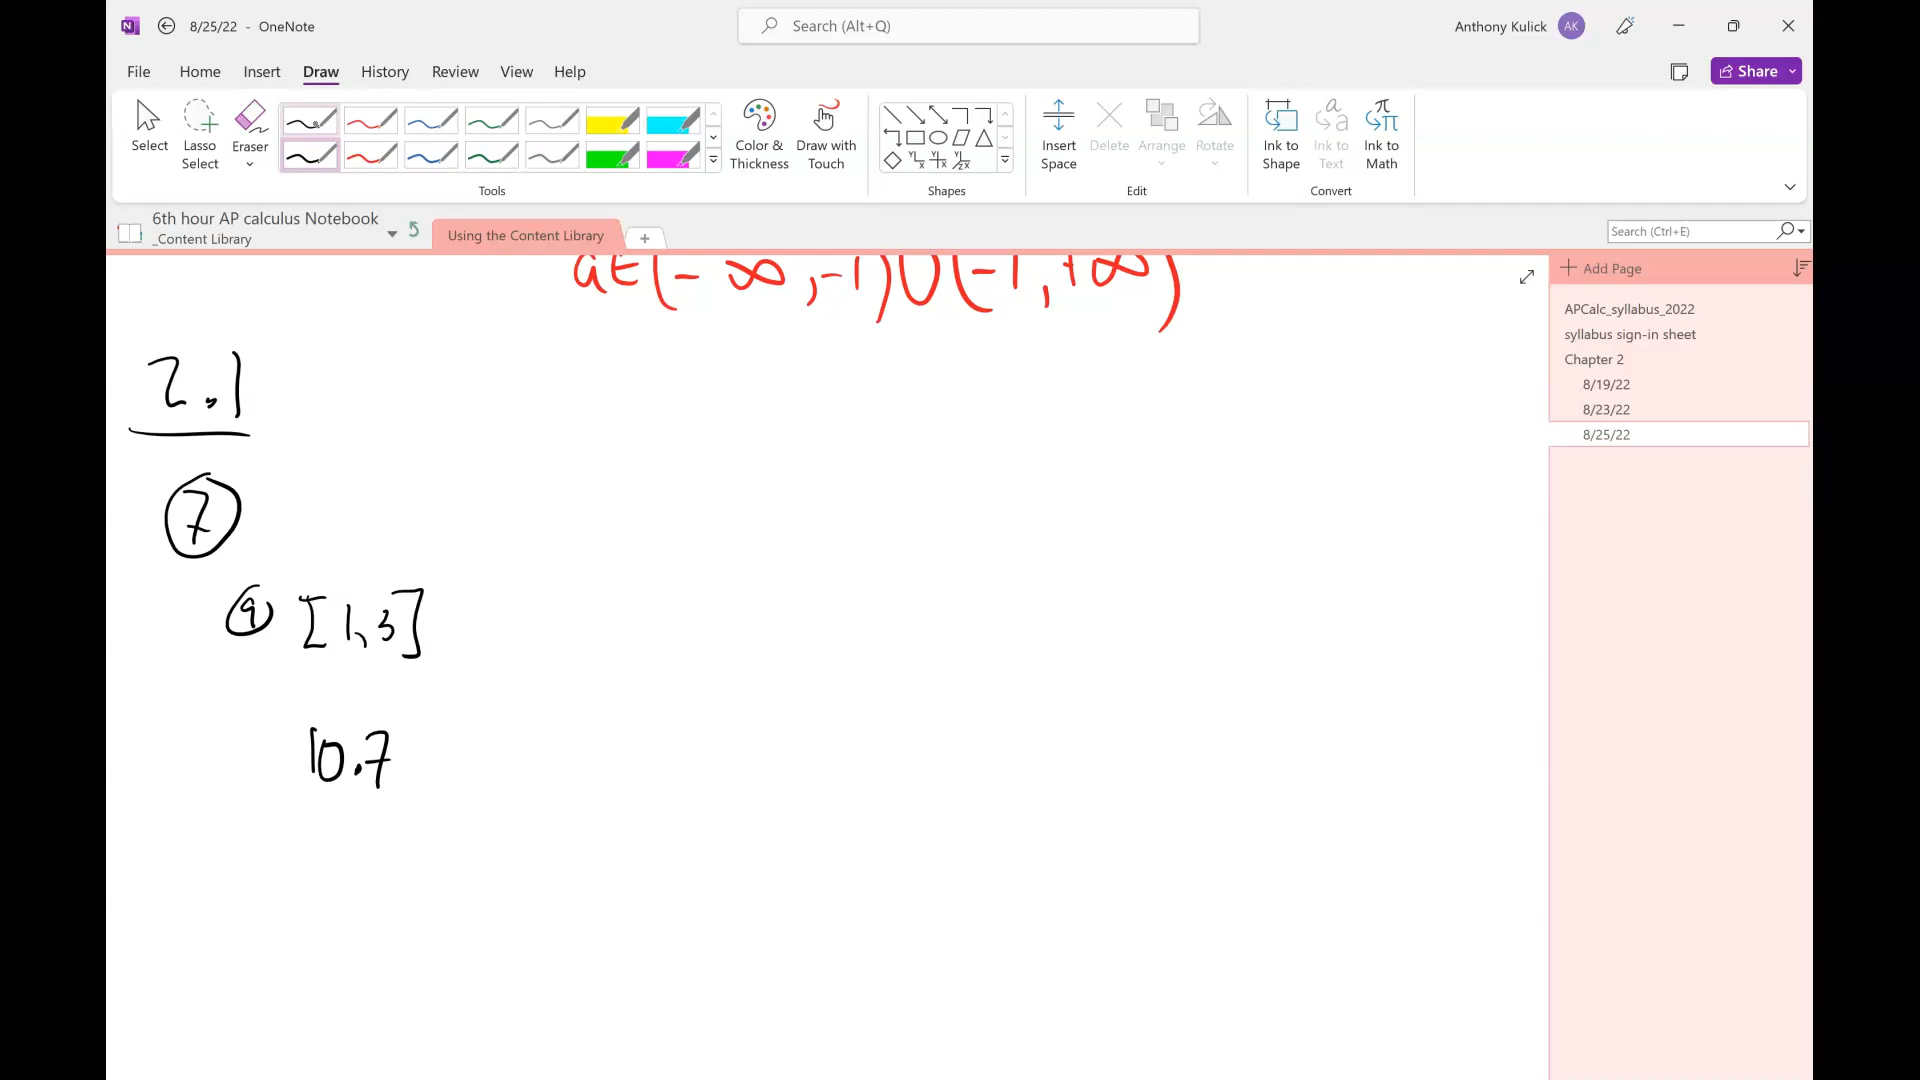 8/25/22 - OneNote
Search (Alt+Q)
Anthony Kulick AK
File Home Insert Draw History Review View Help
Share
Select
Lasso Select
Eraser
Color & Thickness
Draw with Touch
Insert Space
Delete
Arrange
Rotate
Ink to Shape
Ink to Text
Ink to Math
Tools
Shapes
Edit
Convert
6th hour AP calculus Notebook
_Content Library
Using the Content Library
Search (Ctrl+E)
Add Page
APCalc_syllabus_2022
syllabus sign-in sheet
Chapter 2
8/19/22
8/23/22
8/25/22
a∈(-∞,-1)∪(-1,+∞)
2.1
7
a [1,3]
10.7